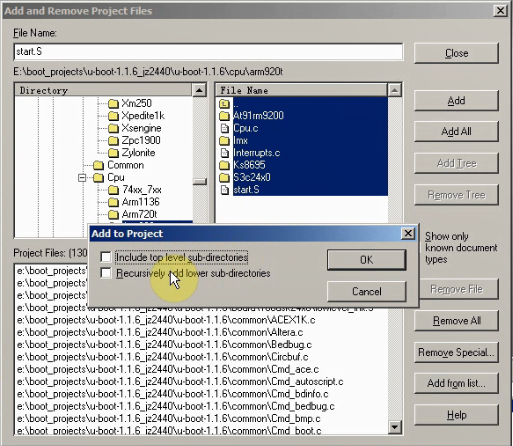 Add and Remove Project Files
File Name:
start.S
Close
E:\boot_projects\u-boot-1.1.6_jz2440\u-boot-1.1.6\cpu\arm920t
Directory
File Name
Xm250
Xpedite1k
Xsengine
Zpc1900
Zylonite
Common
Cpu
74xx_7xx
Arm1136
Arm720t
..
At91rm9200
Cpu.c
Imx
Interrupts.c
Ks8695
S3c24x0
start.S
Add
Add All
Add Tree
Remove Tree
Add to Project
Include top level sub-directories
Recursively add lower sub-directories
OK
Cancel
Show only
known document
types
Project Files: (130
e:\boot_projects
e:\boot_projects
e:\boot_projects
e:\boot_projects\u-boot-1.1.6_jz2440\u-boot-1.1.6\common\ACEX1K.c
e:\boot_projects\u-boot-1.1.6_jz2440\u-boot-1.1.6\common\Altera.c
e:\boot_projects\u-boot-1.1.6_jz2440\u-boot-1.1.6\common\Bedbug.c
e:\boot_projects\u-boot-1.1.6_jz2440\u-boot-1.1.6\common\Circbuf.c
e:\boot_projects\u-boot-1.1.6_jz2440\u-boot-1.1.6\common\Cmd_ace.c
e:\boot_projects\u-boot-1.1.6_jz2440\u-boot-1.1.6\common\Cmd_autoscript.c
e:\boot_projects\u-boot-1.1.6_jz2440\u-boot-1.1.6\common\Cmd_bdinfo.c
e:\boot_projects\u-boot-1.1.6_jz2440\u-boot-1.1.6\common\Cmd_bedbug.c
e:\boot_projects\u-boot-1.1.6_jz2440\u-boot-1.1.6\common\Cmd_bmp.c
e:\boot_projects\u-boot-1.1.6_jz2440\u-boot-1.1.6\common\Cmd_boot.c
Remove File
Remove All
Remove Special...
Add from list...
Help